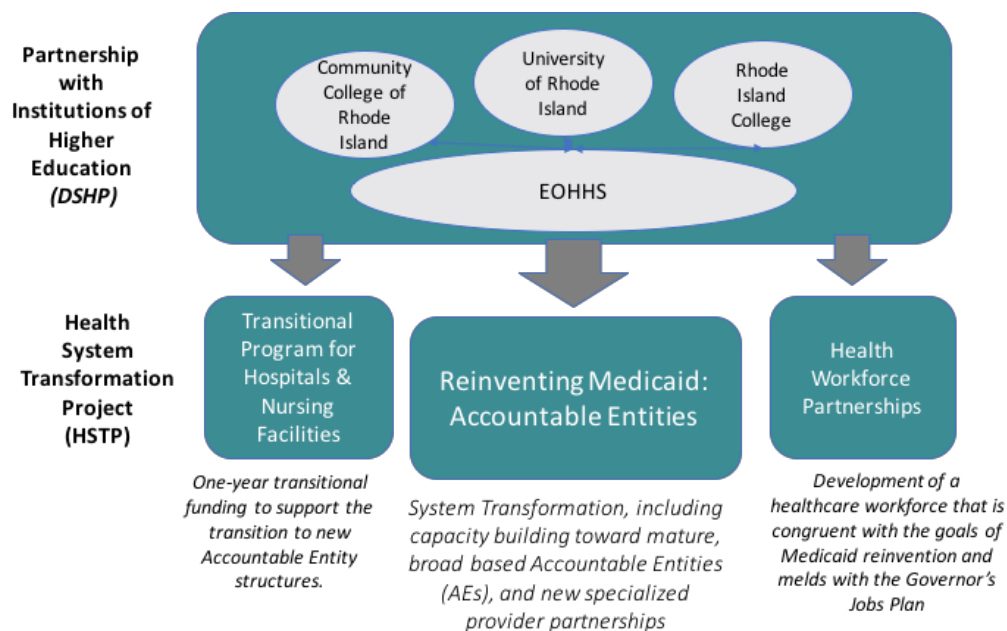 Partnership
with
Institutions of
Higher
Education
(DSHP)
Community
College of
Rhode
Island
University
of Rhode
Island
Rhode
Island
College
EOHHS
Health
System
Transformation
Project
(HSTP)
Transitional
Program for
Hospitals &
Nursing
Facilities
Reinventing Medicaid:
Accountable Entities
Health
Workforce
Partnerships
One-year transitional
funding to support the
transition to new
Accountable Entity
structures.
System Transformation, including
capacity building toward mature,
broad based Accountable Entities
(AEs), and new specialized
provider partnerships
Development of a
healthcare workforce that is
congruent with the goals of
Medicaid reinvention and
melds with the Governor's
Jobs Plan